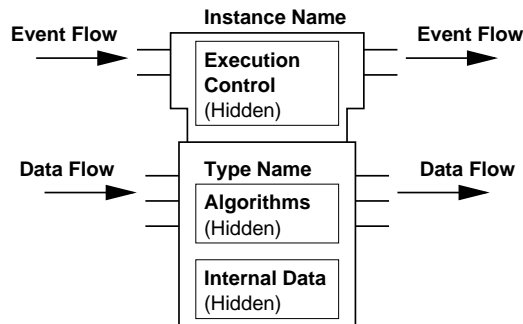 Instance Name
Event Flow
Event Flow
Execution
Control
(Hidden)
Data Flow
Type Name
Data Flow
Algorithms
(Hidden)
Internal Data
(Hidden)